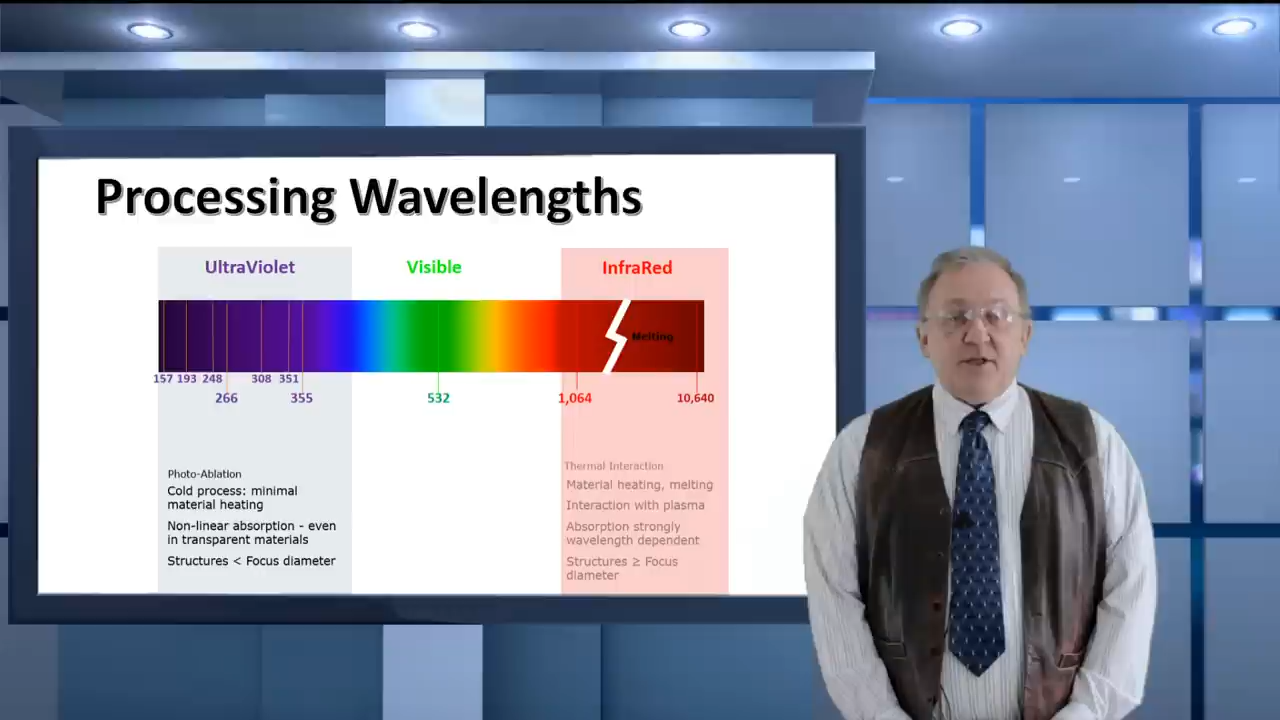 Processing Wavelengths
UltraViolet Visible InfraRed
Melting
157 193 248 308 351
266 355 532 1,064 10,640
Photo-Ablation
Cold process: minimal
material heating
Non-linear absorption - even
in transparent materials
Structures < Focus diameter
Thermal Interaction
Material heating, melting
Interaction with plasma
Absorption strongly
wavelength dependent
Structures ≥ Focus
diameter